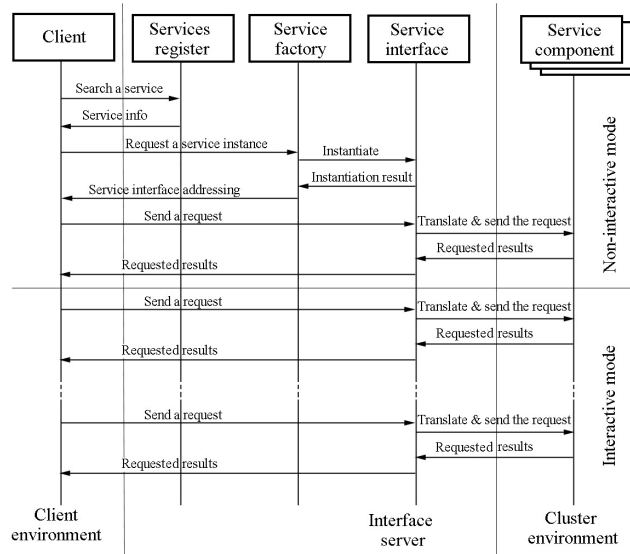 Client
Services
register
Service
factory
Service
interface
Service
component
Search a service
Service info
Request a service instance
Instantiate
Instantiation result
Service interface addressing
Send a request
Translate & send the request
Requested results
Requested results
Non-interactive mode
Send a request
Translate & send the request
Requested results
Requested results
Interactive mode
Send a request
Translate & send the request
Requested results
Requested results
Client
environment
Interface
server
Cluster
environment